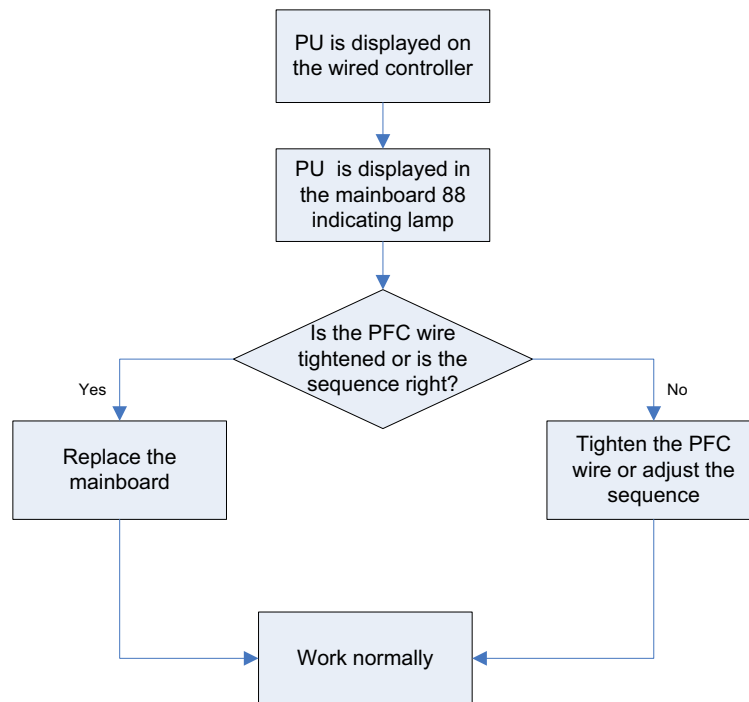 PU is displayed on
the wired controller
PU is displayed in
the mainboard 88
indicating lamp
Is the PFC wire
tightened or is the
sequence right?
Yes
No
Replace the
mainboard
Tighten the PFC
wire or adjust the
sequence
Work normally